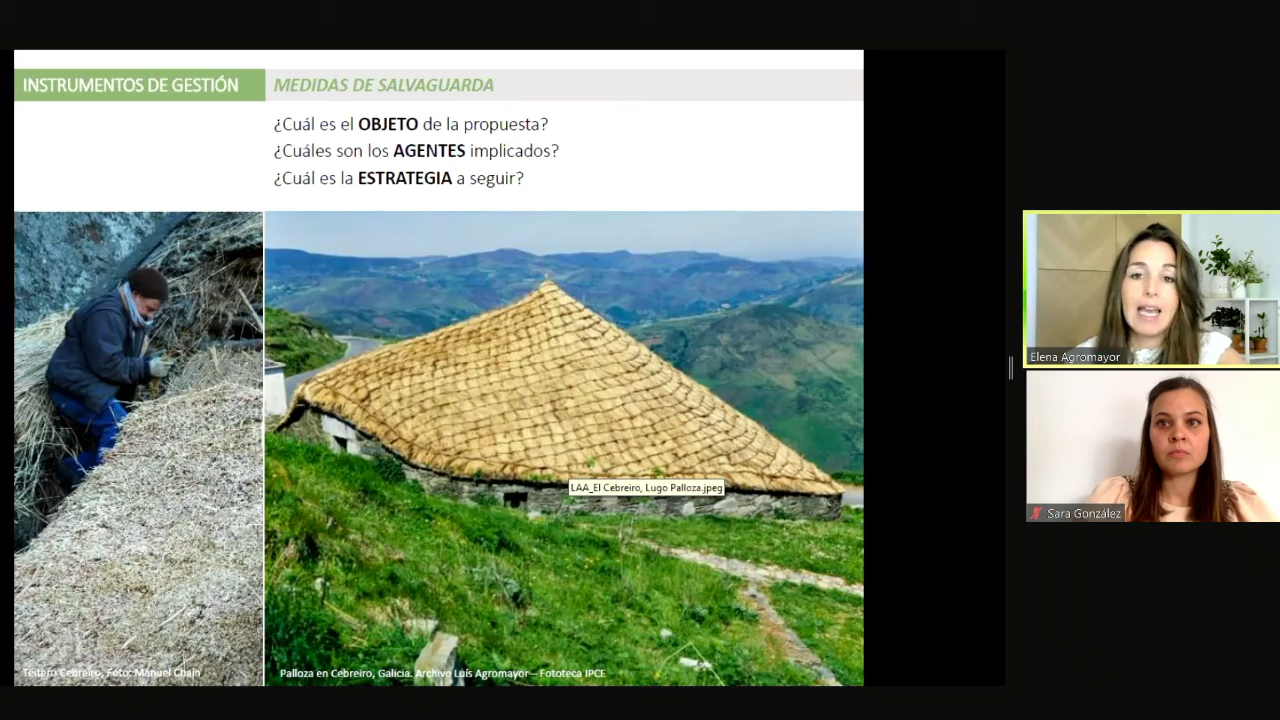 INSTRUMENTOS DE GESTIÓN
MEDIDAS DE SALVAGUARDA
¿Cuál es el OBJETO de la propuesta?
¿Cuáles son los AGENTES implicados?
¿Cuál es la ESTRATEGIA a seguir?
LAA_El Cebreiro, Lugo Palloza.jpeg
Teitero Cebreiro, Foto: Manuel Chaín
Palloza en Cebreiro, Galicia. Archivo Luís Agromayor – Fototeca IPCE
Elena Agromayor
Sara González